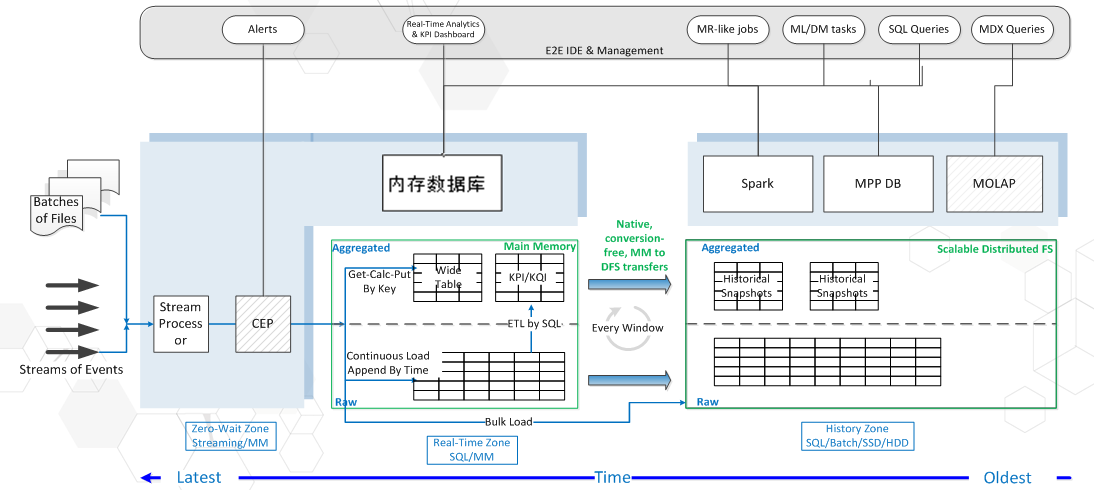 Alerts
Real-Time Analytics
& KPI Dashboard
MR-like jobs
ML/DM tasks
SQL Queries
MDX Queries
E2E IDE & Management
Batches
of Files
内存数据库
Spark
MPP DB
MOLAP
Native,
conversion-
free, MM to
DFS transfers
Aggregated
Main Memory
Get-Calc-Put
By Key
Wide
Table
KPI/KQI
Aggregated
Scalable Distributed FS
Historical
Snapshots
Historical
Snapshots
Stream
Process
or
CEP
ETL by SQL
Every Window
Streams of Events
Continuous Load
Append By Time
Raw
Raw
Bulk Load
Zero-Wait Zone
Streaming/MM
Real-Time Zone
SQL/MM
History Zone
SQL/Batch/SSD/HDD
Latest
Time
Oldest